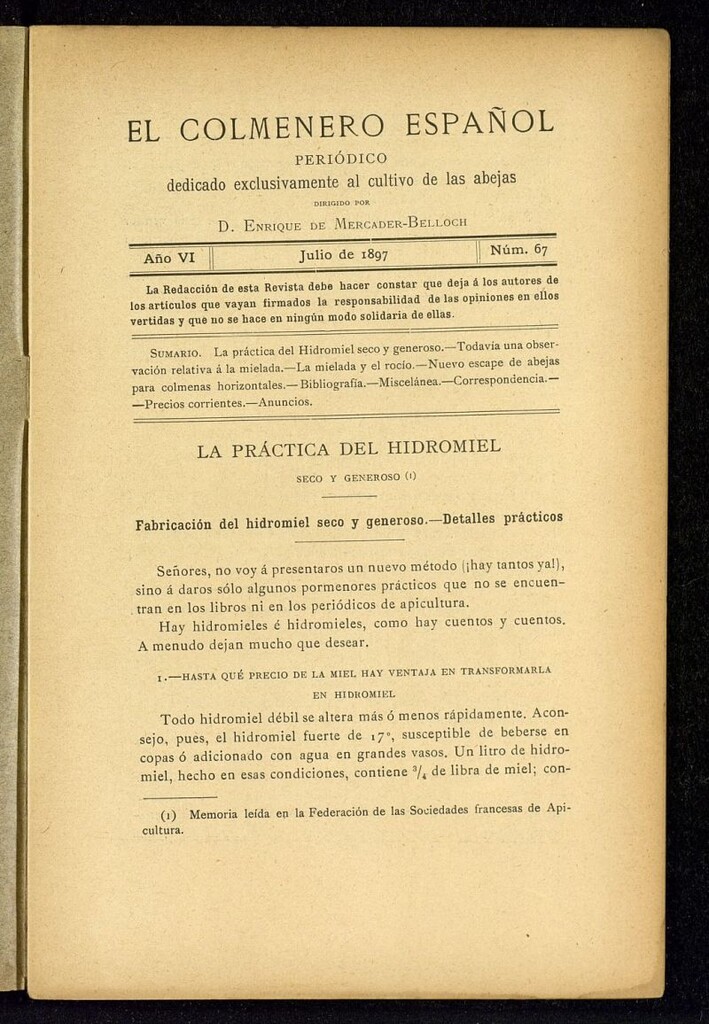 EL COLMENERO ESPAÑOL
PERIÓDICO
dedicado exclusivamente al cultivo de las abejas
DIRIGIDO POR
D. ENRIQUE DE MERCADER-BELLOCH
Año VI Julio de 1897 Núm. 67
La Redacción de esta Revista debe hacer constar que deja á los autores de
los artículos que vayan firmados la responsabilidad de las opiniones en ellos
vertidas y que no se hace en ningún modo solidaria de ellas.
SUMARIO. La práctica del Hidromiel seco y generoso.—Todavía una obser-
vación relativa á la mielada.—La mielada y el rocío.—Nuevo escape de abejas
para colmenas horizontales.—Bibliografía.—Miscelánea.—Correspondencia.—
—Precios corrientes.—Anuncios.
LA PRÁCTICA DEL HIDROMIEL
SECO Y GENEROSO (1)
Fabricación del hidromiel seco y generoso.—Detalles prácticos
Señores, no voy á presentaros un nuevo método (¡hay tantos ya!),
sino á daros sólo algunos pormenores prácticos que no se encuen-
tran en los libros ni en los periódicos de apicultura.
Hay hidromieles é hidromieles, como hay cuentos y cuentos.
A menudo dejan mucho que desear.
1.—HASTA QUÉ PRECIO DE LA MIEL HAY VENTAJA EN TRANSFORMARLA
EN HIDROMIEL
Todo hidromiel débil se altera más ó menos rápidamente. Acon-
sejo, pues, el hidromiel fuerte de 17°, susceptible de beberse en
copas ó adicionado con agua en grandes vasos. Un litro de hidro-
miel, hecho en esas condiciones, contiene 3/4 de libra de miel; con-
(1) Memoria leída en la Federación de las Sociedades francesas de Api-
cultura.